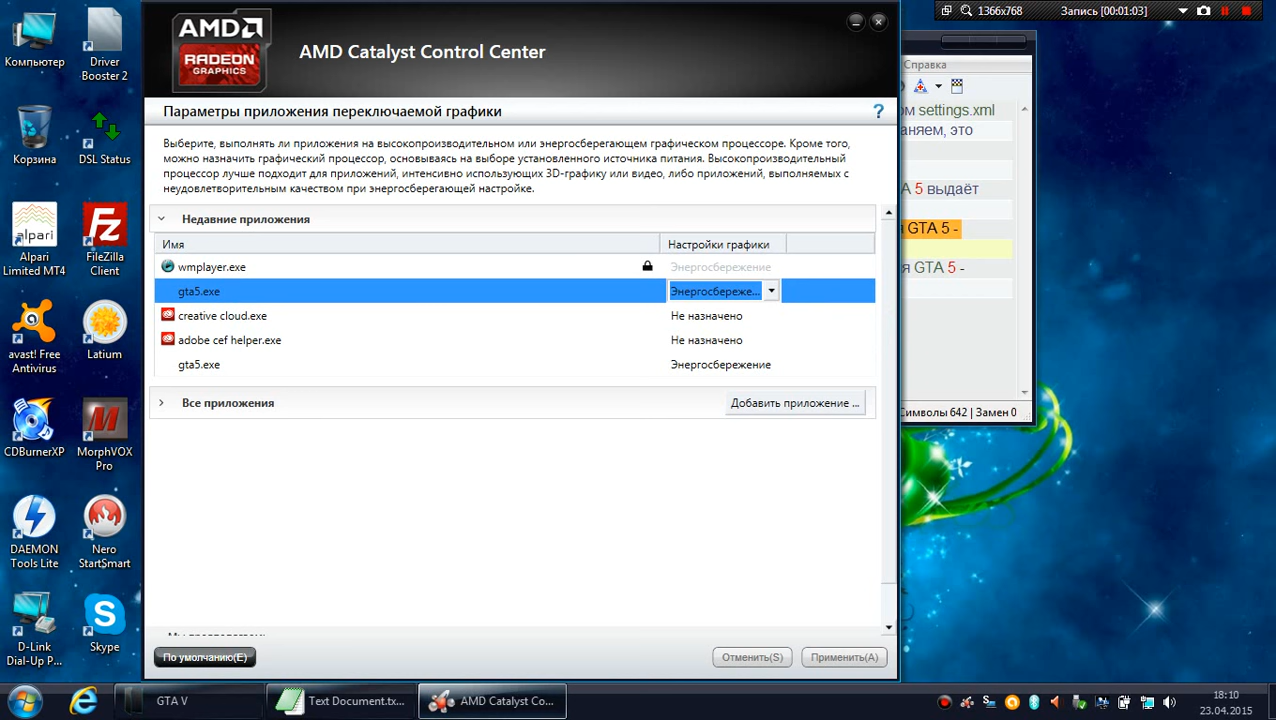 1366x768
Запись [00:01:03]
AMD
RADEON
GRAPHICS
AMD Catalyst Control Center
Параметры приложения переключаемой графики
?
Выберите, выполнять ли приложения на высокопроизводительном или энергосберегающем графическом процессоре. Кроме того,
можно назначить графический процессор, основываясь на выборе установленного источника питания. Высокопроизводительный
процессор лучше подходит для приложений, интенсивно использующих 3D-графику или видео, либо приложений, выполняемых с
неудовлетворительным качеством при энергосберегающей настройке.
Недавние приложения
Имя Настройки графики
wmplayer.exe Энергосбережение
gta5.exe Энергосбереже...
creative cloud.exe Не назначено
adobe cef helper.exe Не назначено
gta5.exe Энергосбережение
Все приложения Добавить приложение ...
По умолчанию(E) Отменить(S) Применить(A)
Справка
ом settings.xml
аняем, это
А 5 выдаёт
а GTA 5 -
я GTA 5 -
Символы 642 | Замен 0
Компьютер
Driver
Booster 2
Корзина
DSL Status
Alpari
Limited MT4
alpari
FileZilla
Client
avast! Free
Antivirus
Latium
CDBurnerXP
MorphVOX
Pro
DAEMON
Tools Lite
Nero
StartSmart
D-Link
Dial-Up P...
Skype
GTA V
Text Document.tx...
AMD Catalyst Co...
18:10
23.04.2015